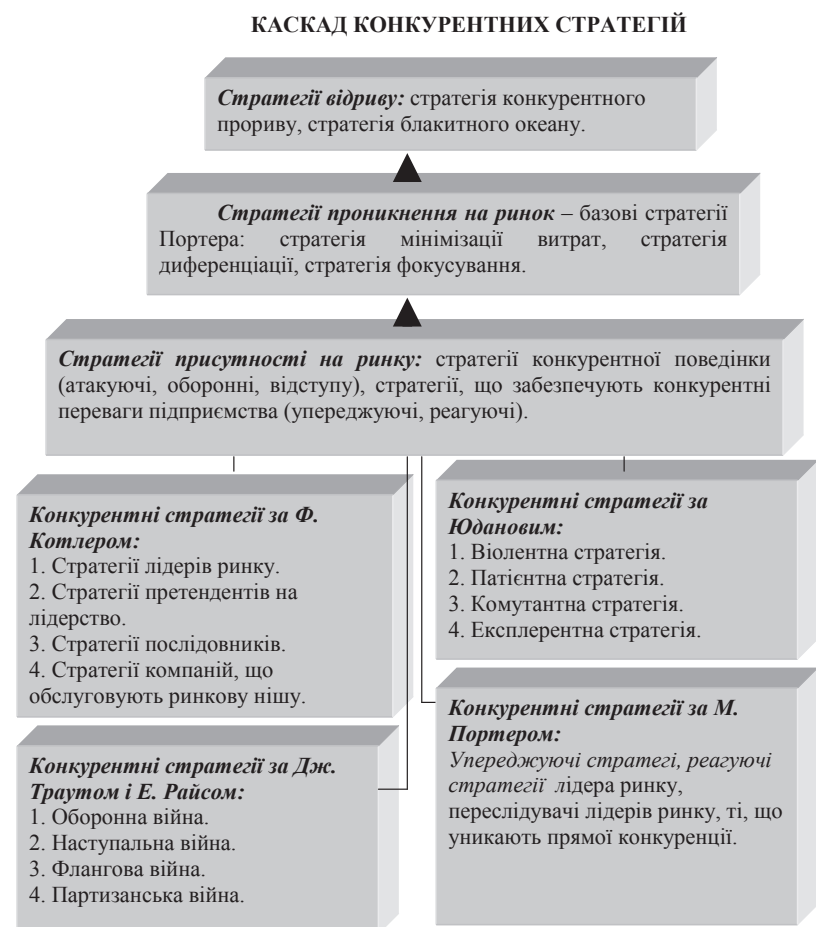 КАСКАД КОНКУРЕНТНИХ СТРАТЕГІЙ
Стратегії відриву: стратегія конкурентного
прориву, стратегія блакитного океану.
Стратегії проникнення на ринок – базові стратегії
Портера: стратегія мінімізації витрат, стратегія
диференціації, стратегія фокусування.
Стратегії присутності на ринку: стратегії конкурентної поведінки
(атакуючі, оборонні, відступу), стратегії, що забезпечують конкурентні
переваги підприємства (упереджуючі, реагуючі).
Конкурентні стратегії за Ф.
Котлером:
1. Стратегії лідерів ринку.
2. Стратегії претендентів на
лідерство.
3. Стратегії послідовників.
4. Стратегії компаній, що
обслуговують ринкову нішу.
Конкурентні стратегії за
Юдановим:
1. Віолентна стратегія.
2. Патієнтна стратегія.
3. Комутантна стратегія.
4. Експлерентна стратегія.
Конкурентні стратегії за Дж.
Траутом і Е. Райсом:
1. Оборонна війна.
2. Наступальна війна.
3. Флангова війна.
4. Партизанська війна.
Конкурентні стратегії за М.
Портером:
Упереджуючі стратегі, реагуючі
стратегії лідера ринку,
переслідувачі лідерів ринку, ті, що
уникають прямої конкуренції.